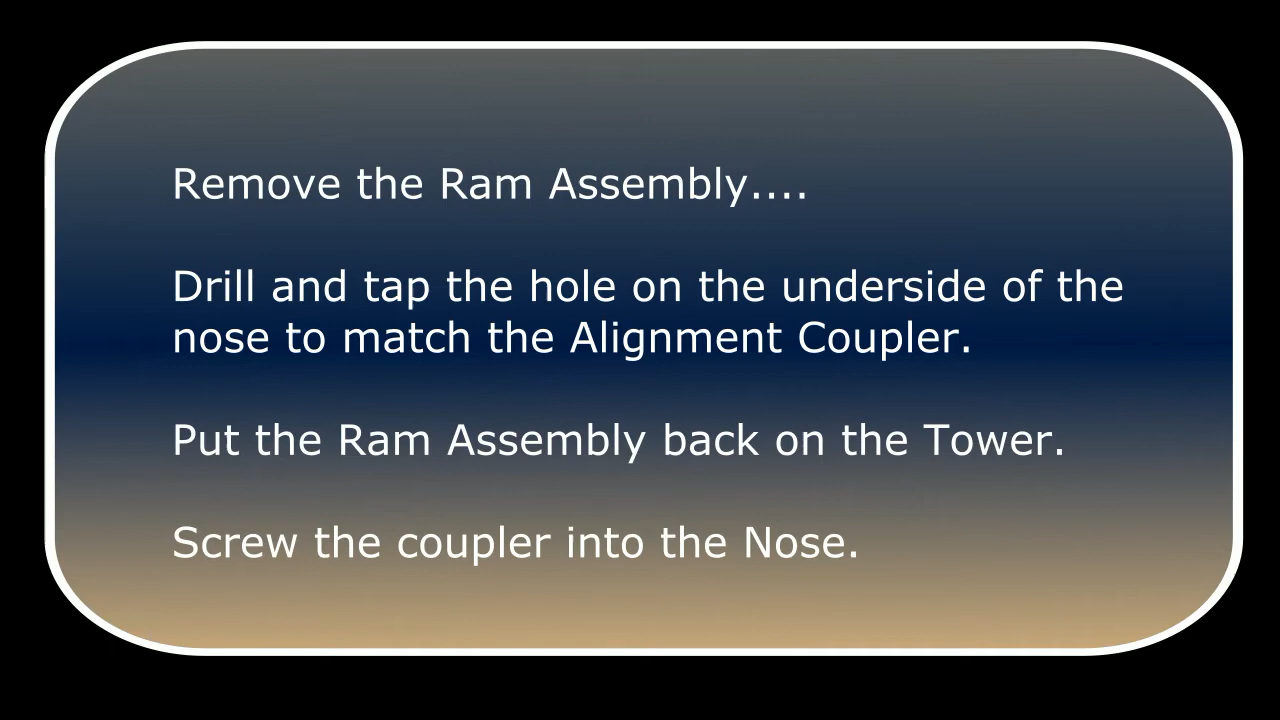 Remove the Ram Assembly....
Drill and tap the hole on the underside of the
nose to match the Alignment Coupler.
Put the Ram Assembly back on the Tower.
Screw the coupler into the Nose.